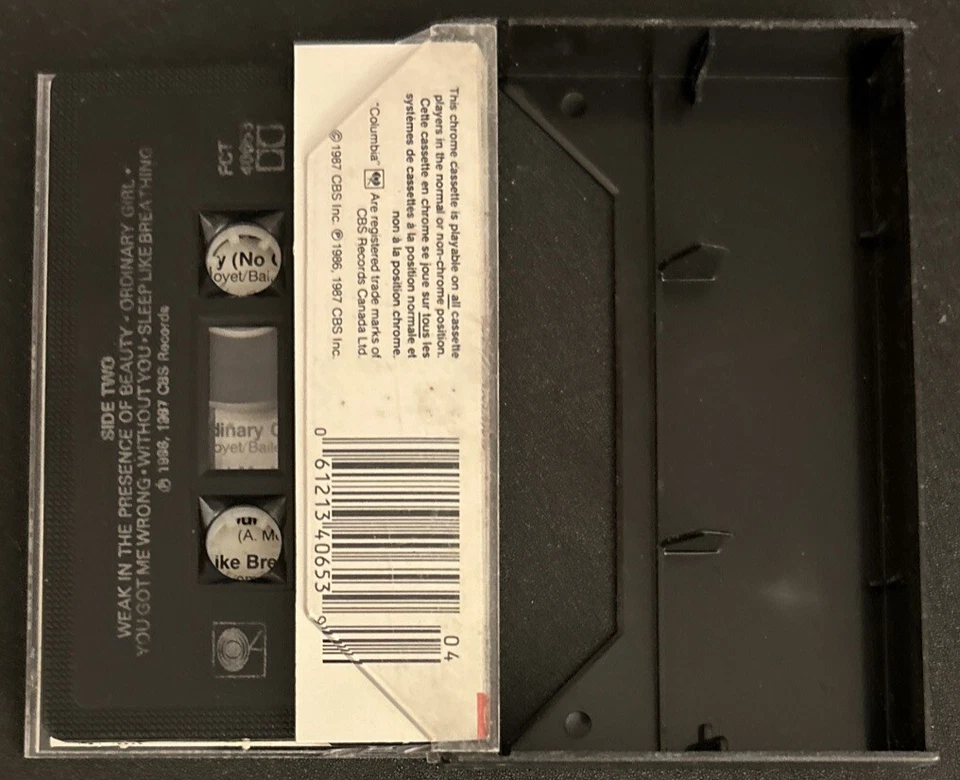 This chrome cassette is playable on all cassette
players in the normal or non-chrome position.
Cette cassette en chrome se joue sur tous les
systèmes de cassettes à la position normale et
non à la position chrome.
"Columbia" Are registered trade marks of
CBS Records Canada Ltd.
© 1987 CBS Inc. ℗ 1986, 1987 CBS Inc.
0 61213 40653 9
04
FCT
40653
y (No
oyet/Bai
dinary
oyet/Baile
(A. M
ike Bre
SIDE TWO
WEAK IN THE PRESENCE OF BEAUTY • ORDINARY GIRL •
YOU GOT ME WRONG • WITHOUT YOU • SLEEP LIKE BREATHING
℗ 1986, 1987 CBS Records